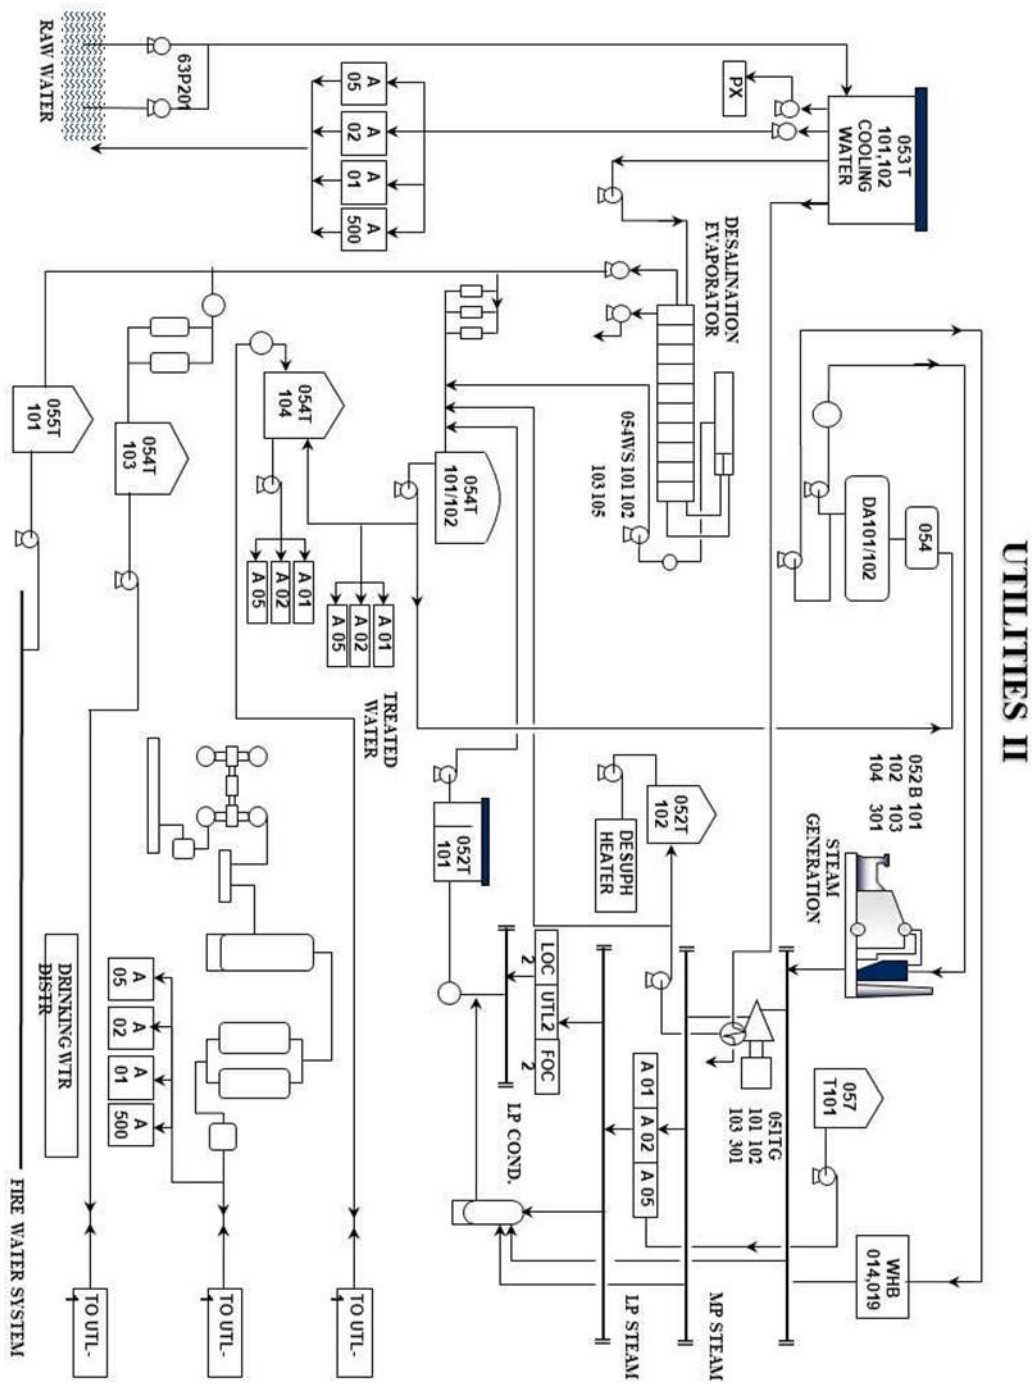 UTILITIES II
RAW WATER
63P201
A
05
A
02
A
01
A
500
PX
053T
101,102
COOLING
WATER
DESALINATION
EVAPORATOR
055T
101
054T
103
054T
104
054T
101/102
054WS 101 102
103 105
DA101/102
054
A 01
A 02
A 05
A 01
A 02
A 05
TREATED
WATER
052T
101
052T
102
DESUPH
HEATER
052B 101
102 103
104 301
STEAM
GENERATION
LOC
2
UTL2
FOC
2
LP COND.
A 01
A 02
A 05
051TG
101 102
103 301
057
T101
WHB
014,019
DRINKING WTR
DISTR
A
05
A
02
A
01
A
500
LP STEAM
MP STEAM
FIRE WATER SYSTEM
TO UTL-
1
TO UTL-
1
TO UTL-
1